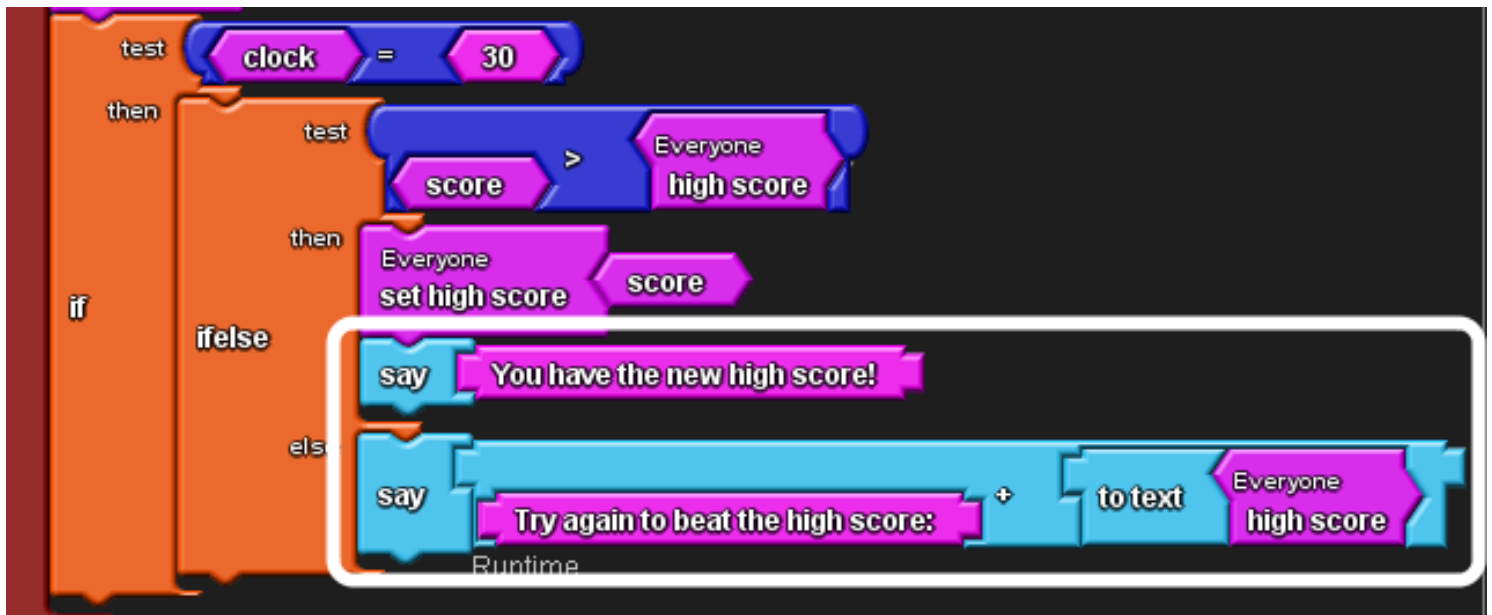 test clock = 30
then
test score > Everyone
high score
then Everyone
set high score score
if
ifelse
say You have the new high score!
else
say Try again to beat the high score: + to text Everyone
high score
Runtime